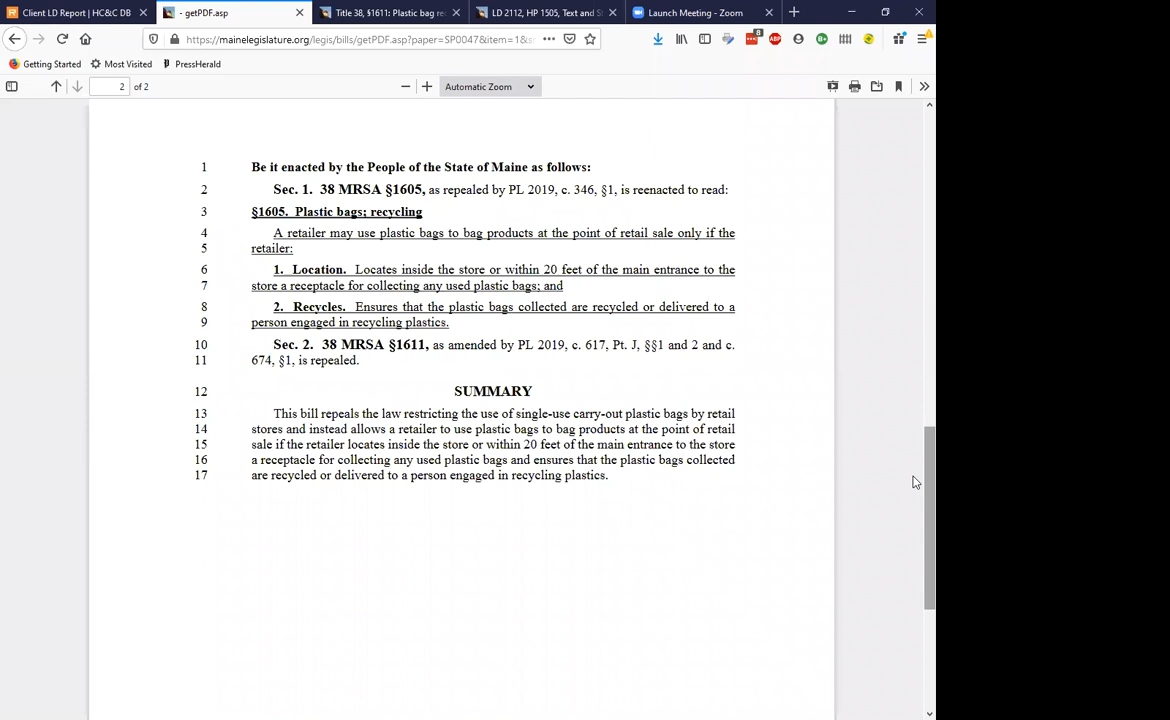 Client LD Report | HC&C DB
- getPDF.asp
Title 38, §1611: Plastic bag re
LD 2112, HP 1505, Text and S
Launch Meeting - Zoom
https://mainelegislature.org/legis/bills/getPDF.asp?paper=SP0047&item=1&s
8
ABP
Getting Started
Most Visited
PressHerald
2
of 2
Automatic Zoom
1 Be it enacted by the People of the State of Maine as follows:
2 Sec. 1. 38 MRSA §1605, as repealed by PL 2019, c. 346, §1, is reenacted to read:
3 §1605. Plastic bags; recycling
4 A retailer may use plastic bags to bag products at the point of retail sale only if the
5 retailer:
6 1. Location. Locates inside the store or within 20 feet of the main entrance to the
7 store a receptacle for collecting any used plastic bags; and
8 2. Recycles. Ensures that the plastic bags collected are recycled or delivered to a
9 person engaged in recycling plastics.
10 Sec. 2. 38 MRSA §1611, as amended by PL 2019, c. 617, Pt. J, §§1 and 2 and c.
11 674, §1, is repealed.
12 SUMMARY
13 This bill repeals the law restricting the use of single-use carry-out plastic bags by retail
14 stores and instead allows a retailer to use plastic bags to bag products at the point of retail
15 sale if the retailer locates inside the store or within 20 feet of the main entrance to the store
16 a receptacle for collecting any used plastic bags and ensures that the plastic bags collected
17 are recycled or delivered to a person engaged in recycling plastics.